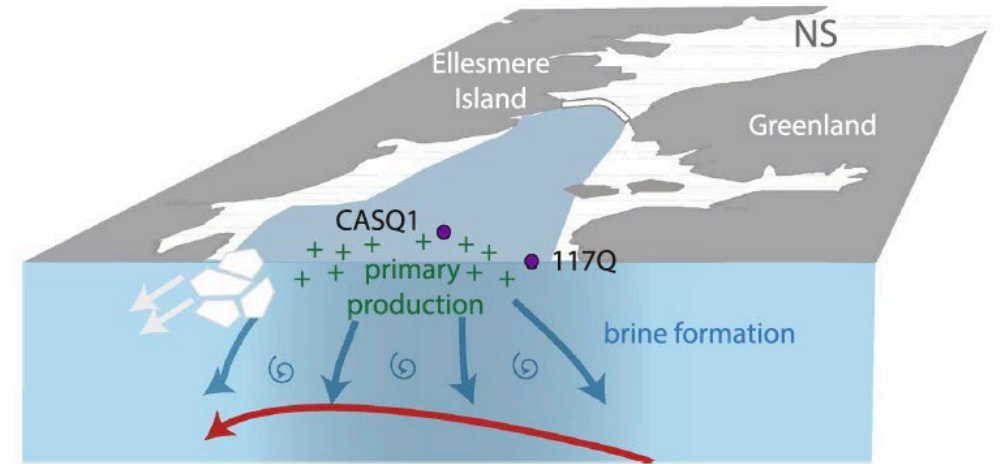 NS
Ellesmere
Island
Greenland
CASQ1
117Q
primary
production
brine formation